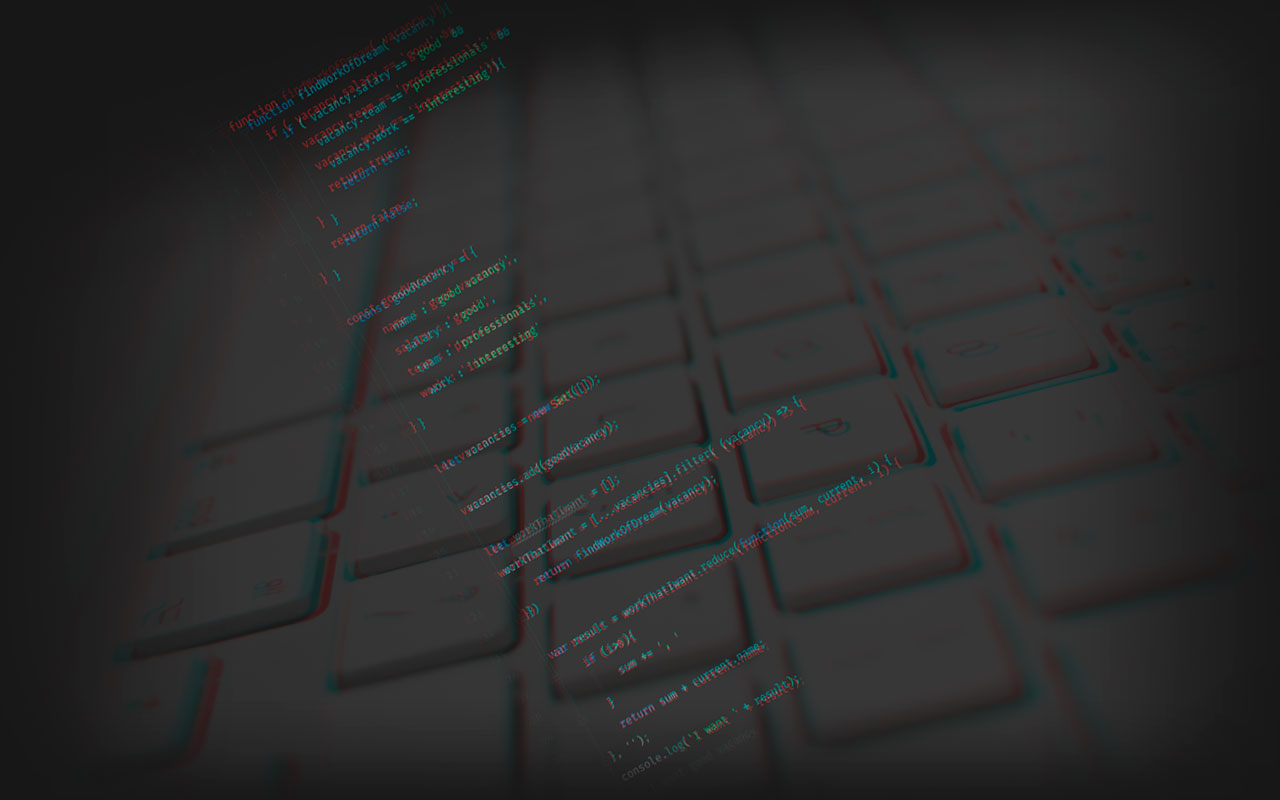 function findWorkOfDream( vacancy ){
if ( vacancy.salary == 'good' &&
vacancy.team == 'professionals' &&
vacancy.work == 'interesting'){
return true;
}
return false;
}
const goodVacancy ={
name : 'good vacancy',
salary : 'good',
team : 'professionals',
work : 'interesting'
}
let vacanties = new Set([]);
vacanties.add(goodVacancy);
let workThatIwant = [];
workThatIwant = [...vacanties].filter( (vacancy) => {
return findWorkOfDream(vacancy);
})
var result = workThatIwant.reduce(function(sum, current, i) {
if (i>0){
sum += ', '
}
return sum + current.name;
}, '');
console.log('I want ' + result);